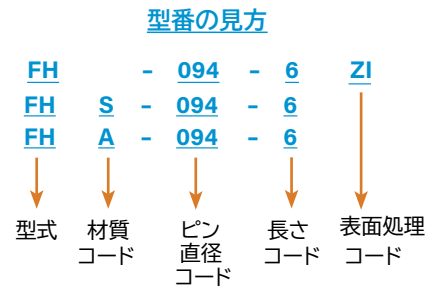 型番の見方
FH - 094 - 6 ZI
FH S - 094 - 6
FH A - 094 - 6
型式 材質コード ピン直径コード 長さコード 表面処理コード